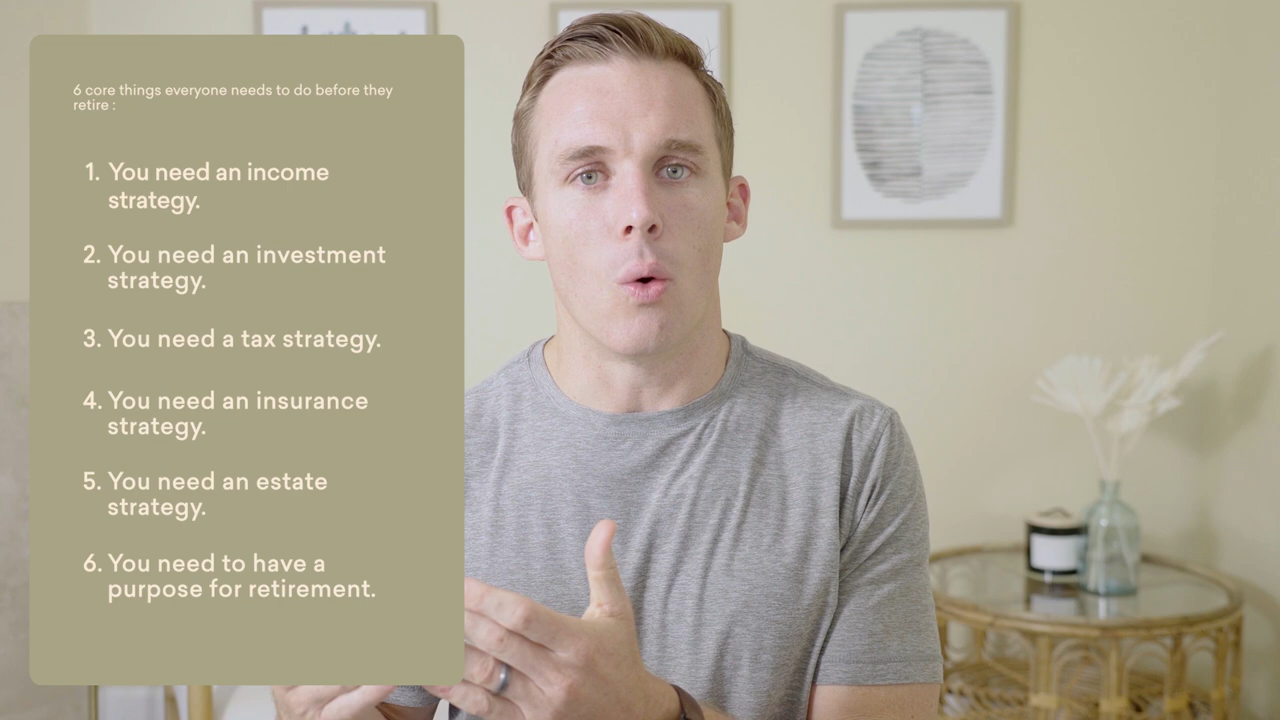 6 core things everyone needs to do before they
retire :
1. You need an income
strategy.
2. You need an investment
strategy.
3. You need a tax strategy.
4. You need an insurance
strategy.
5. You need an estate
strategy.
6. You need to have a
purpose for retirement.